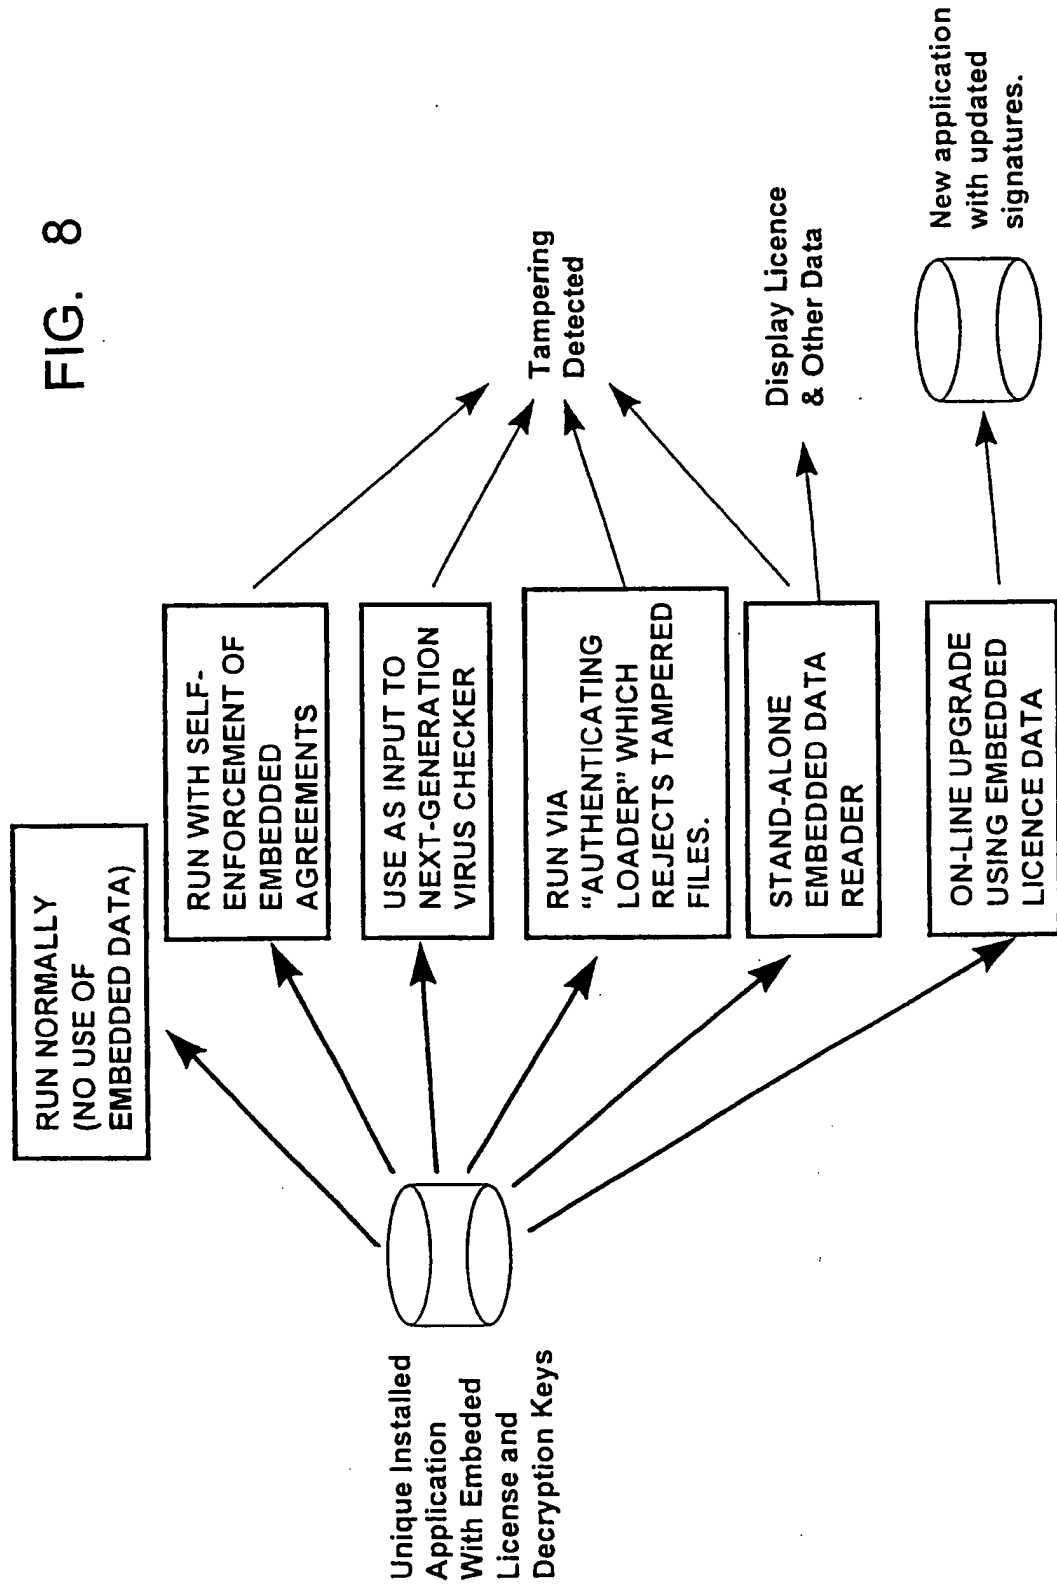 FIG. 8
Unique Installed
Application
With Embeded
License and
Decryption Keys
RUN NORMALLY
(NO USE OF
EMBEDDED DATA)
RUN WITH SELF-
ENFORCEMENT OF
EMBEDDED
AGREEMENTS
USE AS INPUT TO
NEXT-GENERATION
VIRUS CHECKER
RUN VIA
“AUTHENTICATING
LOADER” WHICH
REJECTS TAMPERED
FILES.
STAND-ALONE
EMBEDDED DATA
READER
ON-LINE UPGRADE
USING EMBEDDED
LICENCE DATA
Tampering
Detected
Display Licence
& Other Data
New application
with updated
signatures.